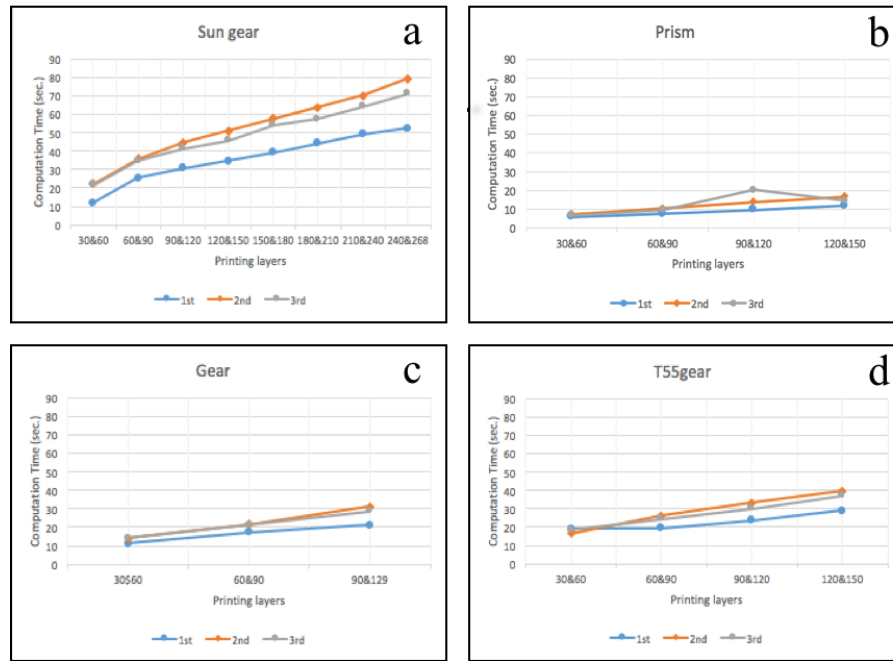 Sun gear
a
Computation Time (sec.)
90
80
70
60
50
40
30
20
10
0
30&60 60&90 90&120 120&150 150&180 180&210 210&240 240&268
Printing layers
1st 2nd 3rd
Prism
b
Computation Time (sec.)
90
80
70
60
50
40
30
20
10
0
30&60 60&90 90&120 120&150
Printing layers
1st 2nd 3rd
Gear
c
Computation Time (sec.)
90
80
70
60
50
40
30
20
10
0
30$60 60&90 90&129
Printing layers
1st 2nd 3rd
T55gear
d
Computation Time (sec.)
90
80
70
60
50
40
30
20
10
0
30&60 60&90 90&120 120&150
Printing layers
1st 2nd 3rd